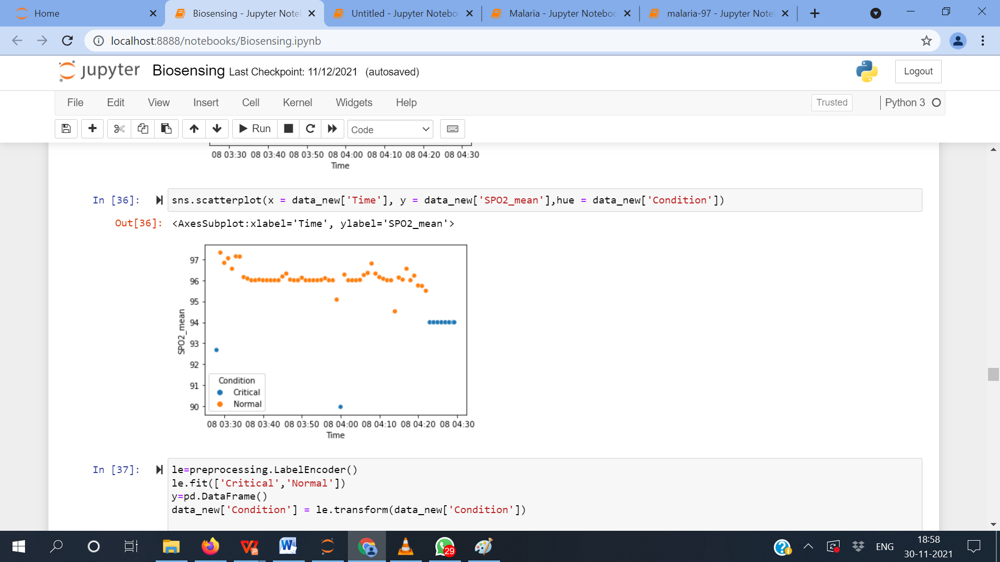 Home
Biosensing - Jupyter Note
Untitled - Jupyter Notebo
Malaria - Jupyter Noteboo
malaria-97 - Jupyter Note
localhost:8888/notebooks/Biosensing.ipynb
jupyter Biosensing Last Checkpoint: 11/12/2021 (autosaved)
Logout
File Edit View Insert Cell Kernel Widgets Help
Trusted
Python 3
Run
Code
08 03:30 08 03:40 08 03:50 08 04:00 08 04:10 08 04:20 08 04:30
Time
In [36]: sns.scatterplot(x = data_new['Time'], y = data_new['SPO2_mean'],hue = data_new['Condition'])
Out[36]: <AxesSubplot:xlabel='Time', ylabel='SPO2_mean'>
97
96
95
94
93
92
91
90
SPO2_mean
Condition
Critical
Normal
08 03:30 08 03:40 08 03:50 08 04:00 08 04:10 08 04:20 08 04:30
Time
In [37]: le=preprocessing.LabelEncoder()
le.fit(['Critical','Normal'])
y=pd.DataFrame()
data_new['Condition'] = le.transform(data_new['Condition'])
29
ENG
18:58
30-11-2021